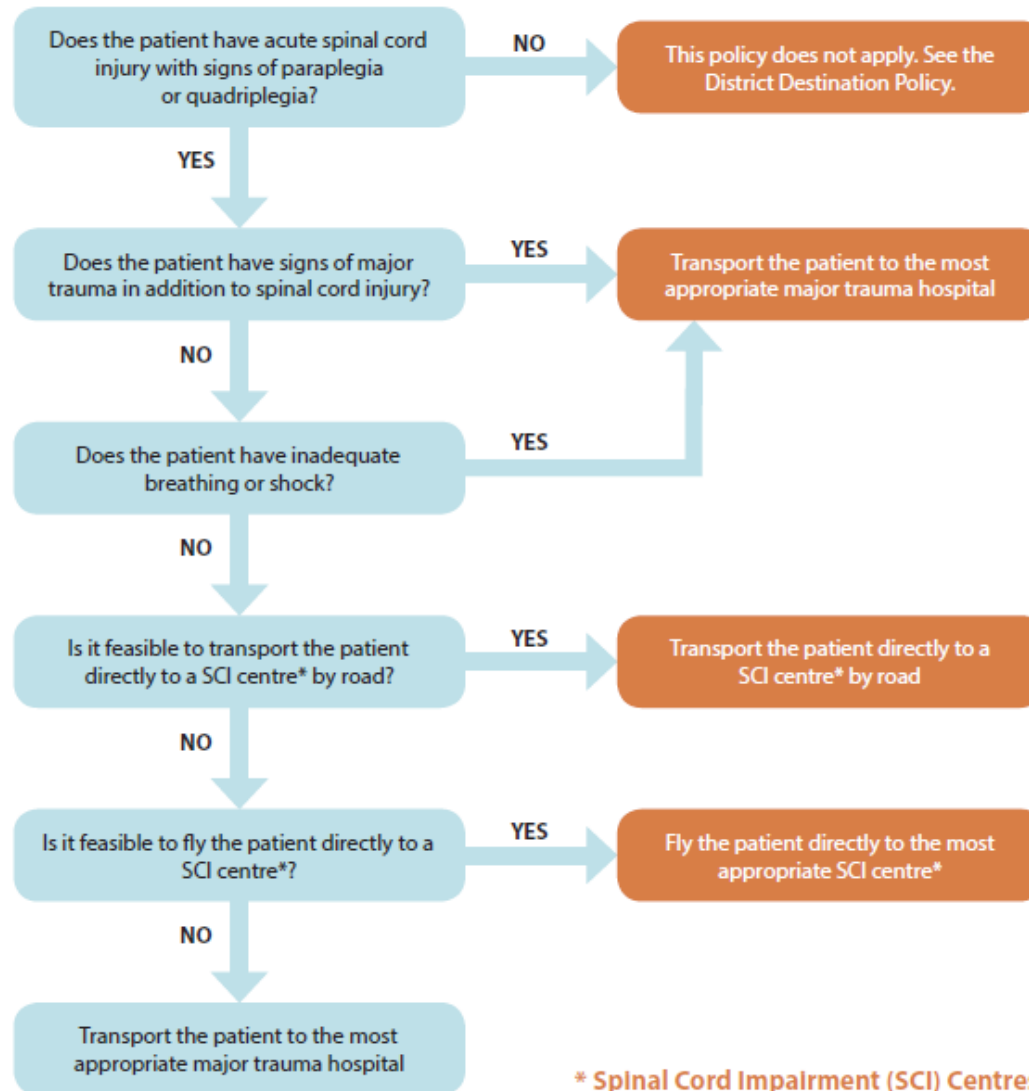 Does the patient have acute spinal cord
injury with signs of paraplegia
or quadriplegia?
NO
This policy does not apply. See the
District Destination Policy.
YES
Does the patient have signs of major
trauma in addition to spinal cord injury?
YES
Transport the patient to the most
appropriate major trauma hospital
NO
Does the patient have inadequate
breathing or shock?
YES
NO
Is it feasible to transport the patient
directly to a SCI centre* by road?
YES
Transport the patient directly to a
SCI centre* by road
NO
Is it feasible to fly the patient directly to a
SCI centre*?
YES
Fly the patient directly to the most
appropriate SCI centre*
NO
Transport the patient to the most
appropriate major trauma hospital
* Spinal Cord Impairment (SCI) Centre